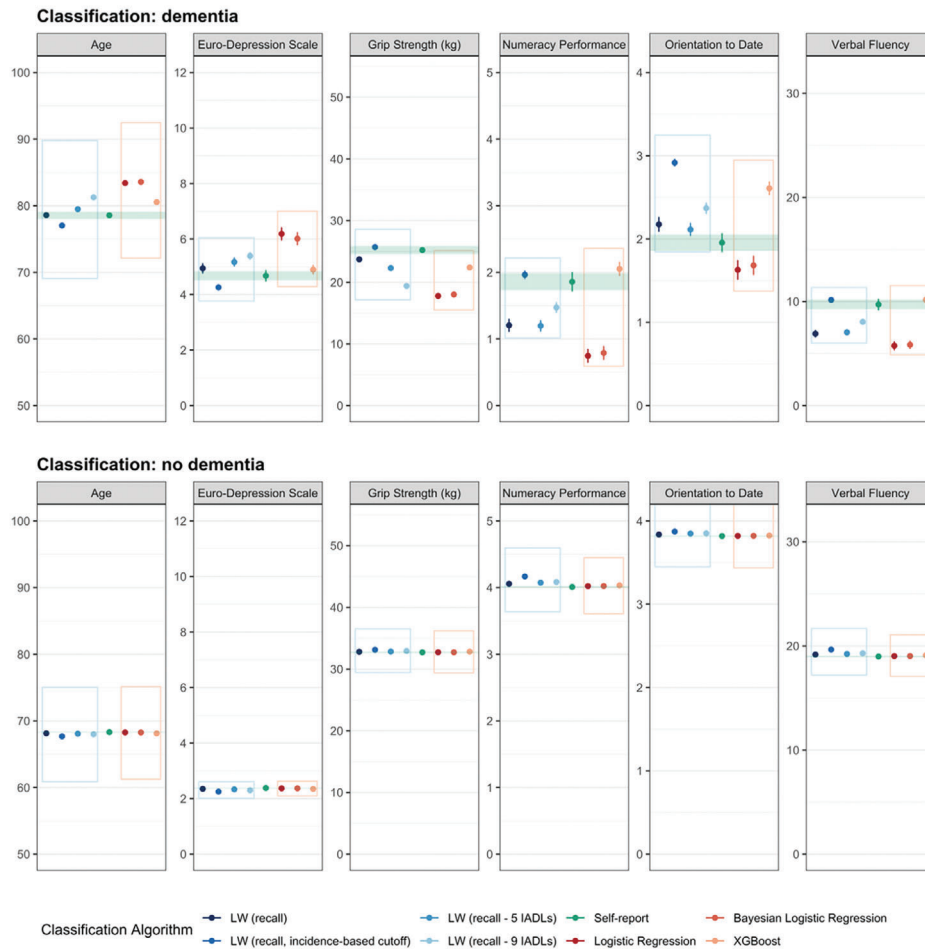 Classification: dementia
Age Euro-Depression Scale Grip Strength (kg) Numeracy Performance Orientation to Date Verbal Fluency
100 12 50 5 4 30
90 10 40 4 3 20
80 8 30 3 2 10
70 6 20 2 1 0
60 4 10 1 0
50 2 0 0
0
Classification: no dementia
Age Euro-Depression Scale Grip Strength (kg) Numeracy Performance Orientation to Date Verbal Fluency
100 12 50 5 4 30
90 10 40 4 3 20
80 8 30 3 2 10
70 6 20 2 1 0
60 4 10 1 0
50 2 0 0
0
Classification Algorithm
LW (recall) LW (recall - 5 IADLs) Self-report Bayesian Logistic Regression
LW (recall, incidence-based cutoff) LW (recall - 9 IADLs) Logistic Regression XGBoost